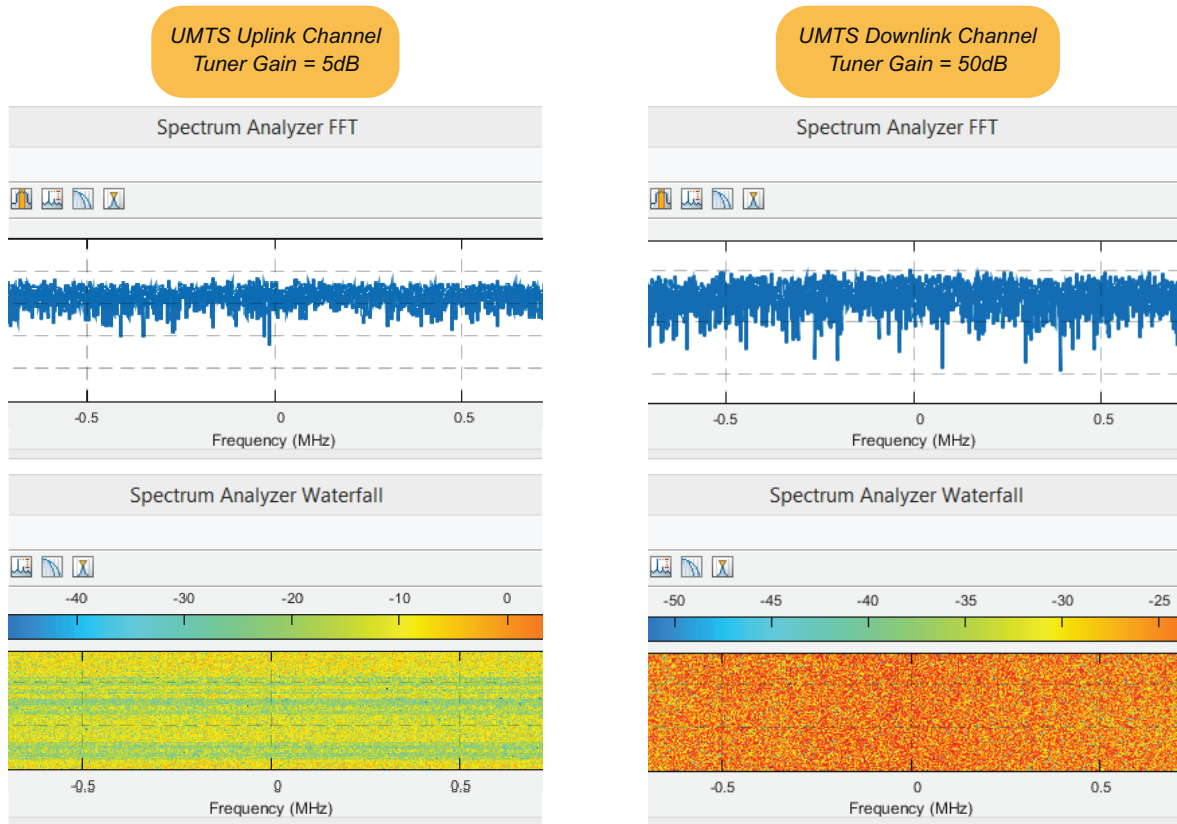 UMTS Uplink Channel
Tuner Gain = 5dB
Spectrum Analyzer FFT
-0.5
0
0.5
Frequency (MHz)
Spectrum Analyzer Waterfall
-40
-30
-20
-10
0
-0.5
0
0.5
Frequency (MHz)
UMTS Downlink Channel
Tuner Gain = 50dB
Spectrum Analyzer FFT
-0.5
0
0.5
Frequency (MHz)
Spectrum Analyzer Waterfall
-50
-45
-40
-35
-30
-25
-0.5
0
0.5
Frequency (MHz)